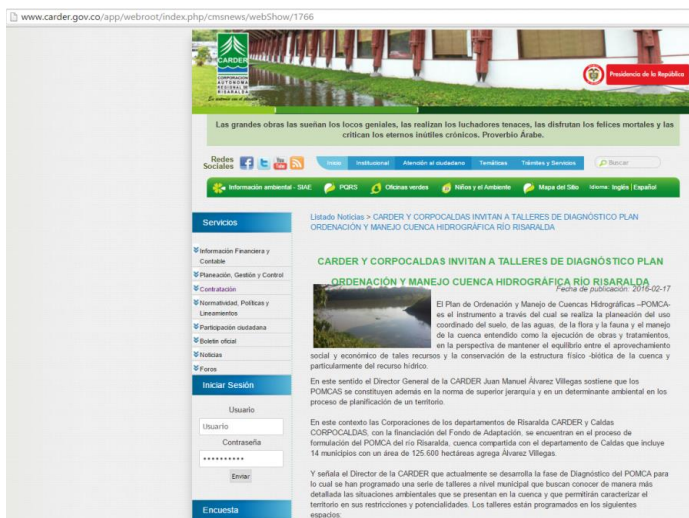 www.carder.gov.co/app/webroot/index.php/cmsnews/webShow/1766
CARDER
CORPORACION
AUTONOMA
REGIONAL DE
RISARALDA
Presidencia de la República
Las grandes obras las sueñan los locos geniales, las realizan los luchadores tenaces, las disfrutan los felices mortales y las
critican los eternos inútiles crónicos. Proverbio Árabe.
Redes
Sociales
Inicio Institucional Atención al ciudadano Temáticas Trámites y Servicios Buscar
Información ambiental - SIAE PQRS Oficinas verdes Niños y el Ambiente Mapa del Sitio Idioma: Inglés | Español
Servicios
Información Financiera y
Contable
Planeación, Gestión y Control
Contratación
Normatividad, Políticas y
Lineamientos
Participación ciudadana
Boletin oficial
Noticias
Foros
Iniciar Sesión
Usuario
Usuario
Contraseña
••••••••••
Enviar
Encuesta
Listado Noticias > CARDER Y CORPOCALDAS INVITAN A TALLERES DE DIAGNÓSTICO PLAN
ORDENACIÓN Y MANEJO CUENCA HIDROGRÁFICA RÍO RISARALDA
CARDER Y CORPOCALDAS INVITAN A TALLERES DE DIAGNÓSTICO PLAN
ORDENACIÓN Y MANEJO CUENCA HIDROGRÁFICA RÍO RISARALDA
Fecha de publicación: 2016-02-17
El Plan de Ordenación y Manejo de Cuencas Hidrográficas –POMCA-
es el instrumento a través del cual se realiza la planeación del uso
coordinado del suelo, de las aguas, de la flora y la fauna y el manejo
de la cuenca entendido como la ejecución de obras y tratamientos,
en la perspectiva de mantener el equilibrio entre el aprovechamiento
social y económico de tales recursos y la conservación de la estructura físico -biótica de la cuenca y
particularmente del recurso hídrico.
En este sentido el Director General de la CARDER Juan Manuel Álvarez Villegas sostiene que los
POMCAS se constituyen además en la norma de superior jerarquía y en un determinante ambiental en los
proceso de planificación de un territorio.
En este contexto las Corporaciones de los departamentos de Risaralda CARDER y Caldas
CORPOCALDAS, con la financiación del Fondo de Adaptación, se encuentran en el proceso de
formulación del POMCA del río Risaralda, cuenca compartida con el departamento de Caldas que incluye
14 municipios con un área de 125.600 hectáreas agrega Álvarez Villegas.
Y señala el Director de la CARDER que actualmente se desarrolla la fase de Diagnóstico del POMCA para
lo cual se han programado una serie de talleres a nivel municipal que buscan conocer de manera más
detallada las situaciones ambientales que se presentan en la cuenca y que permitirán caracterizar el
territorio en sus restricciones y potencialidades. Los talleres están programados en los siguientes
espacios: